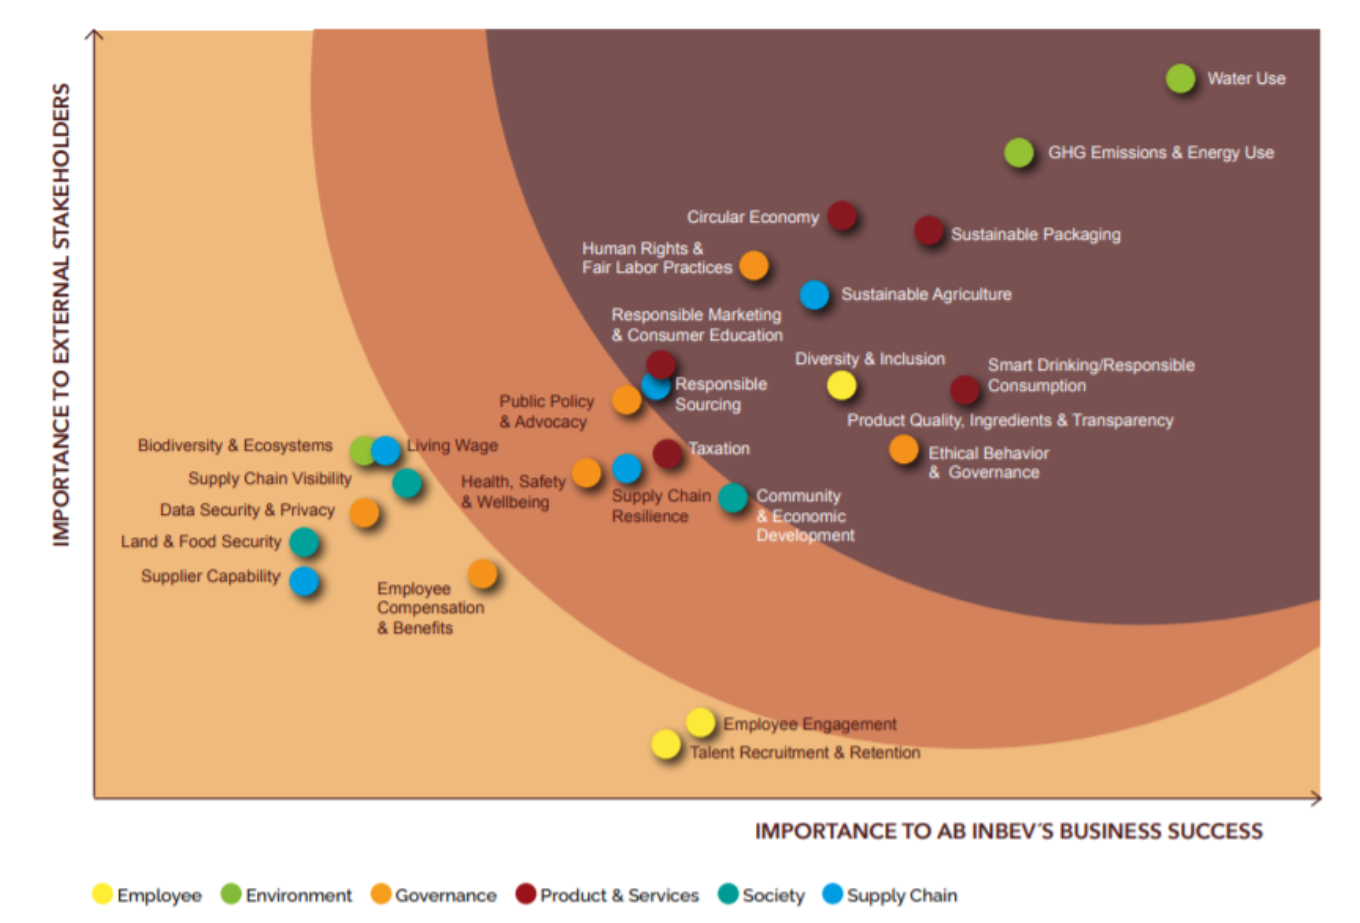 IMPORTANCE TO EXTERNAL STAKEHOLDERS
Water Use
GHG Emissions & Energy Use
Circular Economy
Sustainable Packaging
Human Rights &
Fair Labor Practices
Sustainable Agriculture
Responsible Marketing
& Consumer Education
Diversity & Inclusion
Smart Drinking/Responsible
Consumption
Responsible
Sourcing
Public Policy
& Advocacy
Product Quality, Ingredients & Transparency
Biodiversity & Ecosystems
Living Wage
Taxation
Ethical Behavior
& Governance
Supply Chain Visibility
Health, Safety
& Wellbeing
Supply Chain
Resilience
Community
& Economic
Development
Data Security & Privacy
Land & Food Security
Supplier Capability
Employee
Compensation
& Benefits
Employee Engagement
Talent Recruitment & Retention
IMPORTANCE TO AB INBEV´S BUSINESS SUCCESS
Employee Environment Governance Product & Services Society Supply Chain